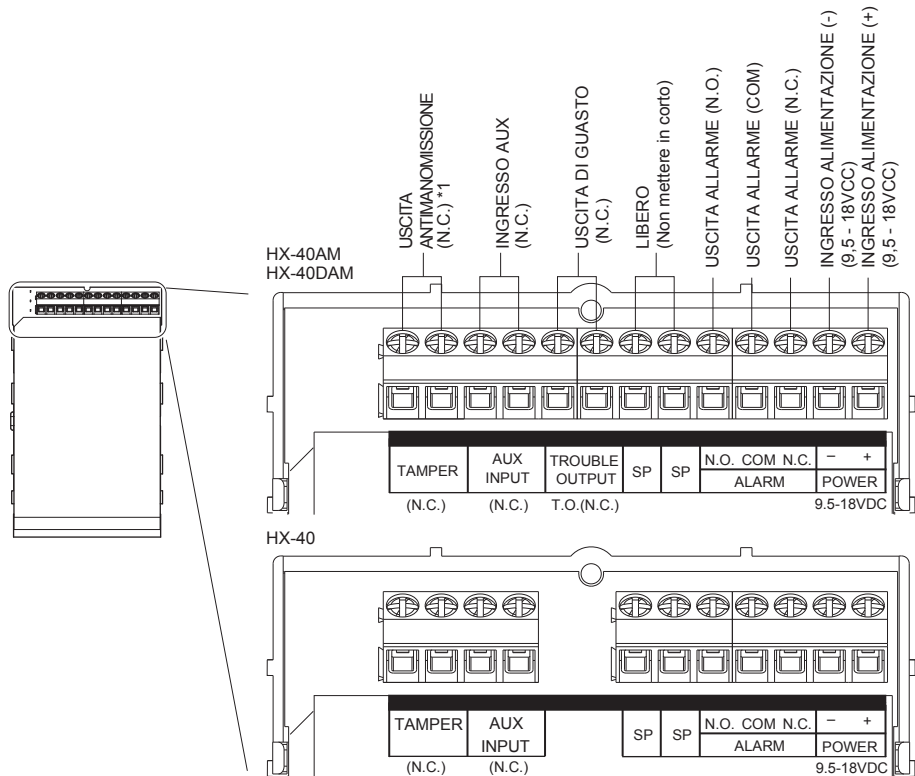 USCITA
ANTIMANOMISSIONE
(N.C.) *1
INGRESSO AUX
(N.C.)
USCITA DI GUASTO
(N.C.)
LIBERO
(Non mettere in corto)
USCITA ALLARME (N.O.)
USCITA ALLARME (COM)
USCITA ALLARME (N.C.)
INGRESSO ALIMENTAZIONE (-)
(9,5 - 18VCC)
INGRESSO ALIMENTAZIONE (+)
(9,5 - 18VCC)
HX-40AM
HX-40DAM
TAMPER
(N.C.)
AUX
INPUT
(N.C.)
TROUBLE
OUTPUT
T.O.(N.C.)
SP
SP
N.O. COM N.C.
ALARM
− +
POWER
9.5-18VDC
HX-40
TAMPER
(N.C.)
AUX
INPUT
(N.C.)
SP
SP
N.O. COM N.C.
ALARM
− +
POWER
9.5-18VDC